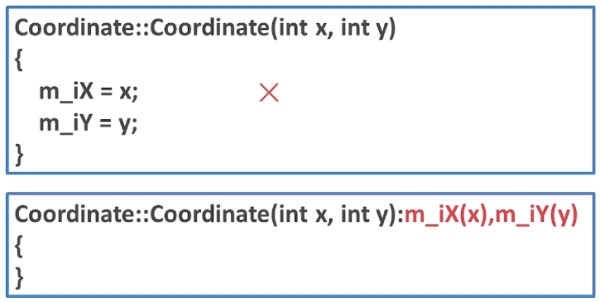 Coordinate::Coordinate(int x, int y)
{
m_iX = x;
m_iY = y;
}
Coordinate::Coordinate(int x, int y):m_iX(x),m_iY(y)
{
}